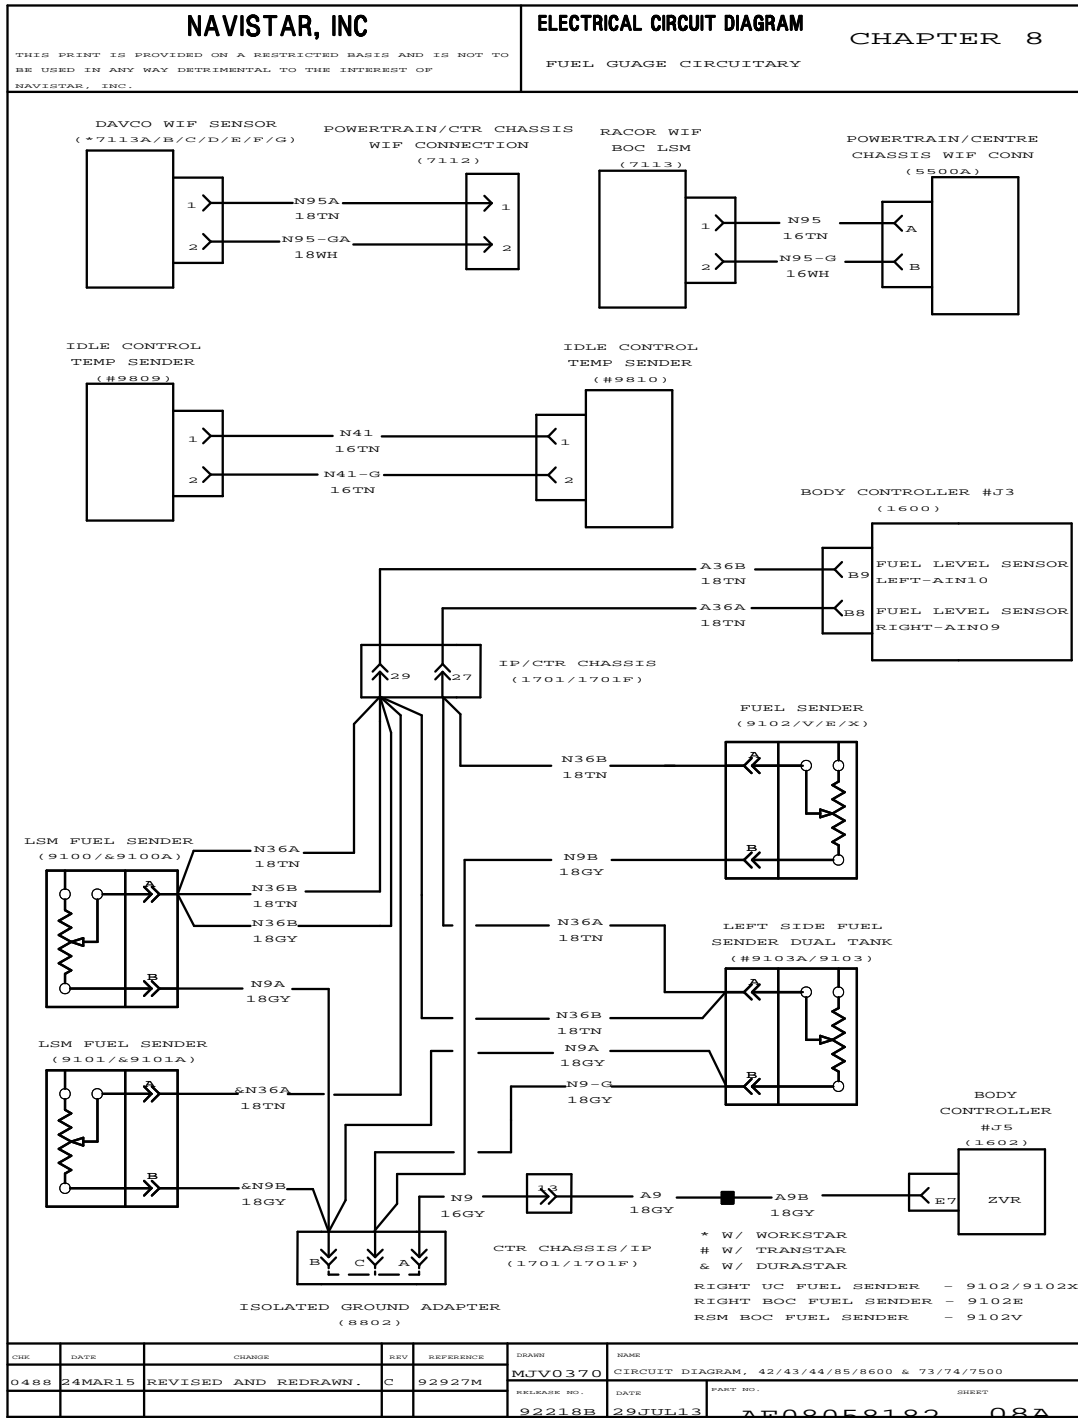 NAVISTAR, INC
THIS PRINT IS PROVIDED ON A RESTRICTED BASIS AND IS NOT TO
BE USED IN ANY WAY DETRIMENTAL TO THE INTEREST OF
NAVISTAR, INC.
ELECTRICAL CIRCUIT DIAGRAM
FUEL GUAGE CIRCUITARY
CHAPTER 8
DAVCO WIF SENSOR
(*7113A/B/C/D/E/F/G)
1
2
N95A
18TN
N95-GA
18WH
POWERTRAIN/CTR CHASSIS
WIF CONNECTION
(7112)
1
2
RACOR WIF
BOC LSM
(7113)
1
2
N95
16TN
N95-G
16WH
POWERTRAIN/CENTRE
CHASSIS WIF CONN
(5500A)
A
B
IDLE CONTROL
TEMP SENDER
(#9809)
1
2
N41
16TN
N41-G
16TN
IDLE CONTROL
TEMP SENDER
(#9810)
1
2
BODY CONTROLLER #J3
(1600)
A36B
18TN
A36A
18TN
B9
B8
FUEL LEVEL SENSOR
LEFT-AIN10
FUEL LEVEL SENSOR
RIGHT-AIN09
29
27
IP/CTR CHASSIS
(1701/1701F)
FUEL SENDER
(9102/V/E/X)
N36B
18TN
A
N9B
18GY
B
LSM FUEL SENDER
(9100/&9100A)
A
B
N36A
18TN
N36B
18TN
N36B
18GY
N9A
18GY
LEFT SIDE FUEL
SENDER DUAL TANK
(#9103A/9103)
N36A
18TN
N36B
18TN
N9A
18GY
N9-G
18GY
A
B
LSM FUEL SENDER
(9101/&9101A)
A
B
&N36A
18TN
&N9B
18GY
N9
16GY
13
A9
18GY
A9B
18GY
BODY
CONTROLLER
#J5
(1602)
E7
ZVR
B
C
A
CTR CHASSIS/IP
(1701/1701F)
ISOLATED GROUND ADAPTER
(8802)
* W/ WORKSTAR
# W/ TRANSTAR
& W/ DURASTAR
RIGHT UC FUEL SENDER - 9102/9102X
RIGHT BOC FUEL SENDER - 9102E
RSM BOC FUEL SENDER - 9102V
CHK DATE CHANGE REV REFERENCE
0488 24MAR15 REVISED AND REDRAWN. C 92927M
DRAWN
MJV0370
NAME
CIRCUIT DIAGRAM, 42/43/44/85/8600 & 73/74/7500
RELEASE NO.
92218B
DATE
29JUL13
PART NO.
AF08058182
SHEET
08A